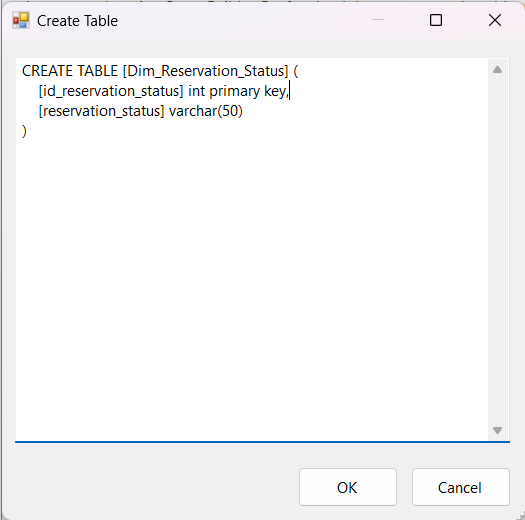 Create Table
CREATE TABLE [Dim_Reservation_Status] (
    [id_reservation_status] int primary key,
    [reservation_status] varchar(50)
)
OK
Cancel